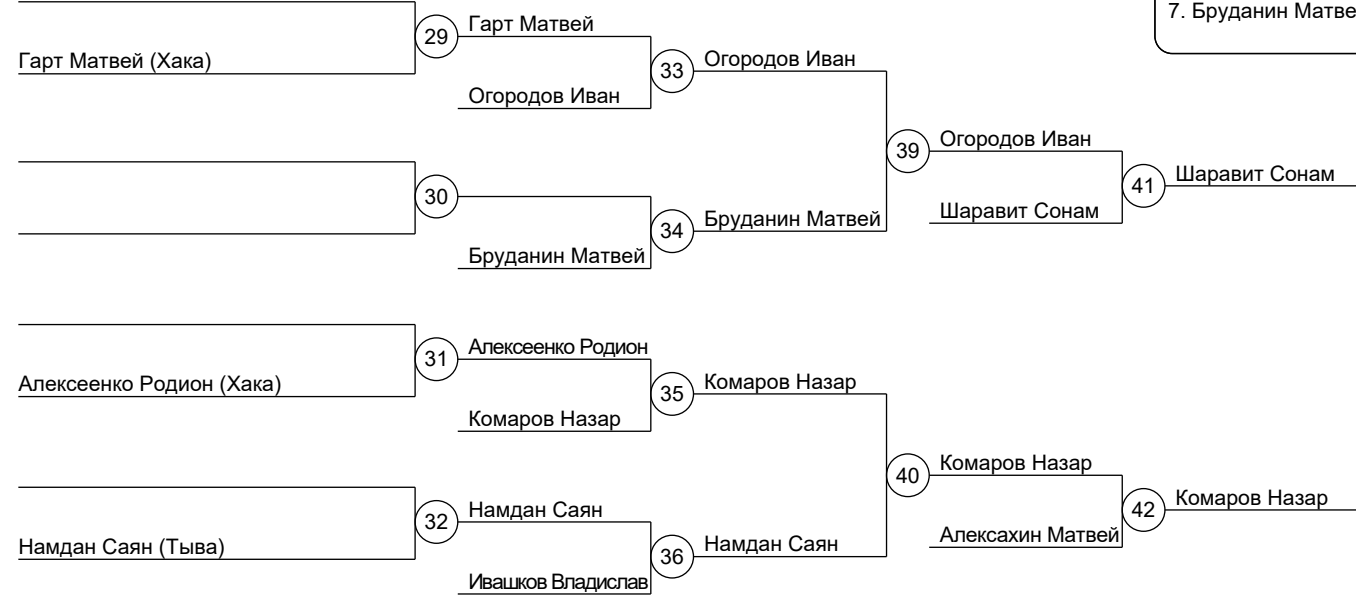 7. Бруданин Матве
29
Гарт Матвей
Гарт Матвей (Хака)
33
Огородов Иван
Огородов Иван
39
Огородов Иван
30
41
Шаравит Сонам
34
Бруданин Матвей
Шаравит Сонам
Бруданин Матвей
31
Алексеенко Родион
Алексеенко Родион (Хака)
35
Комаров Назар
Комаров Назар
40
Комаров Назар
32
Намдан Саян
42
Комаров Назар
Намдан Саян (Тыва)
36
Намдан Саян
Алексахин Матвей
Ивашков Владислав